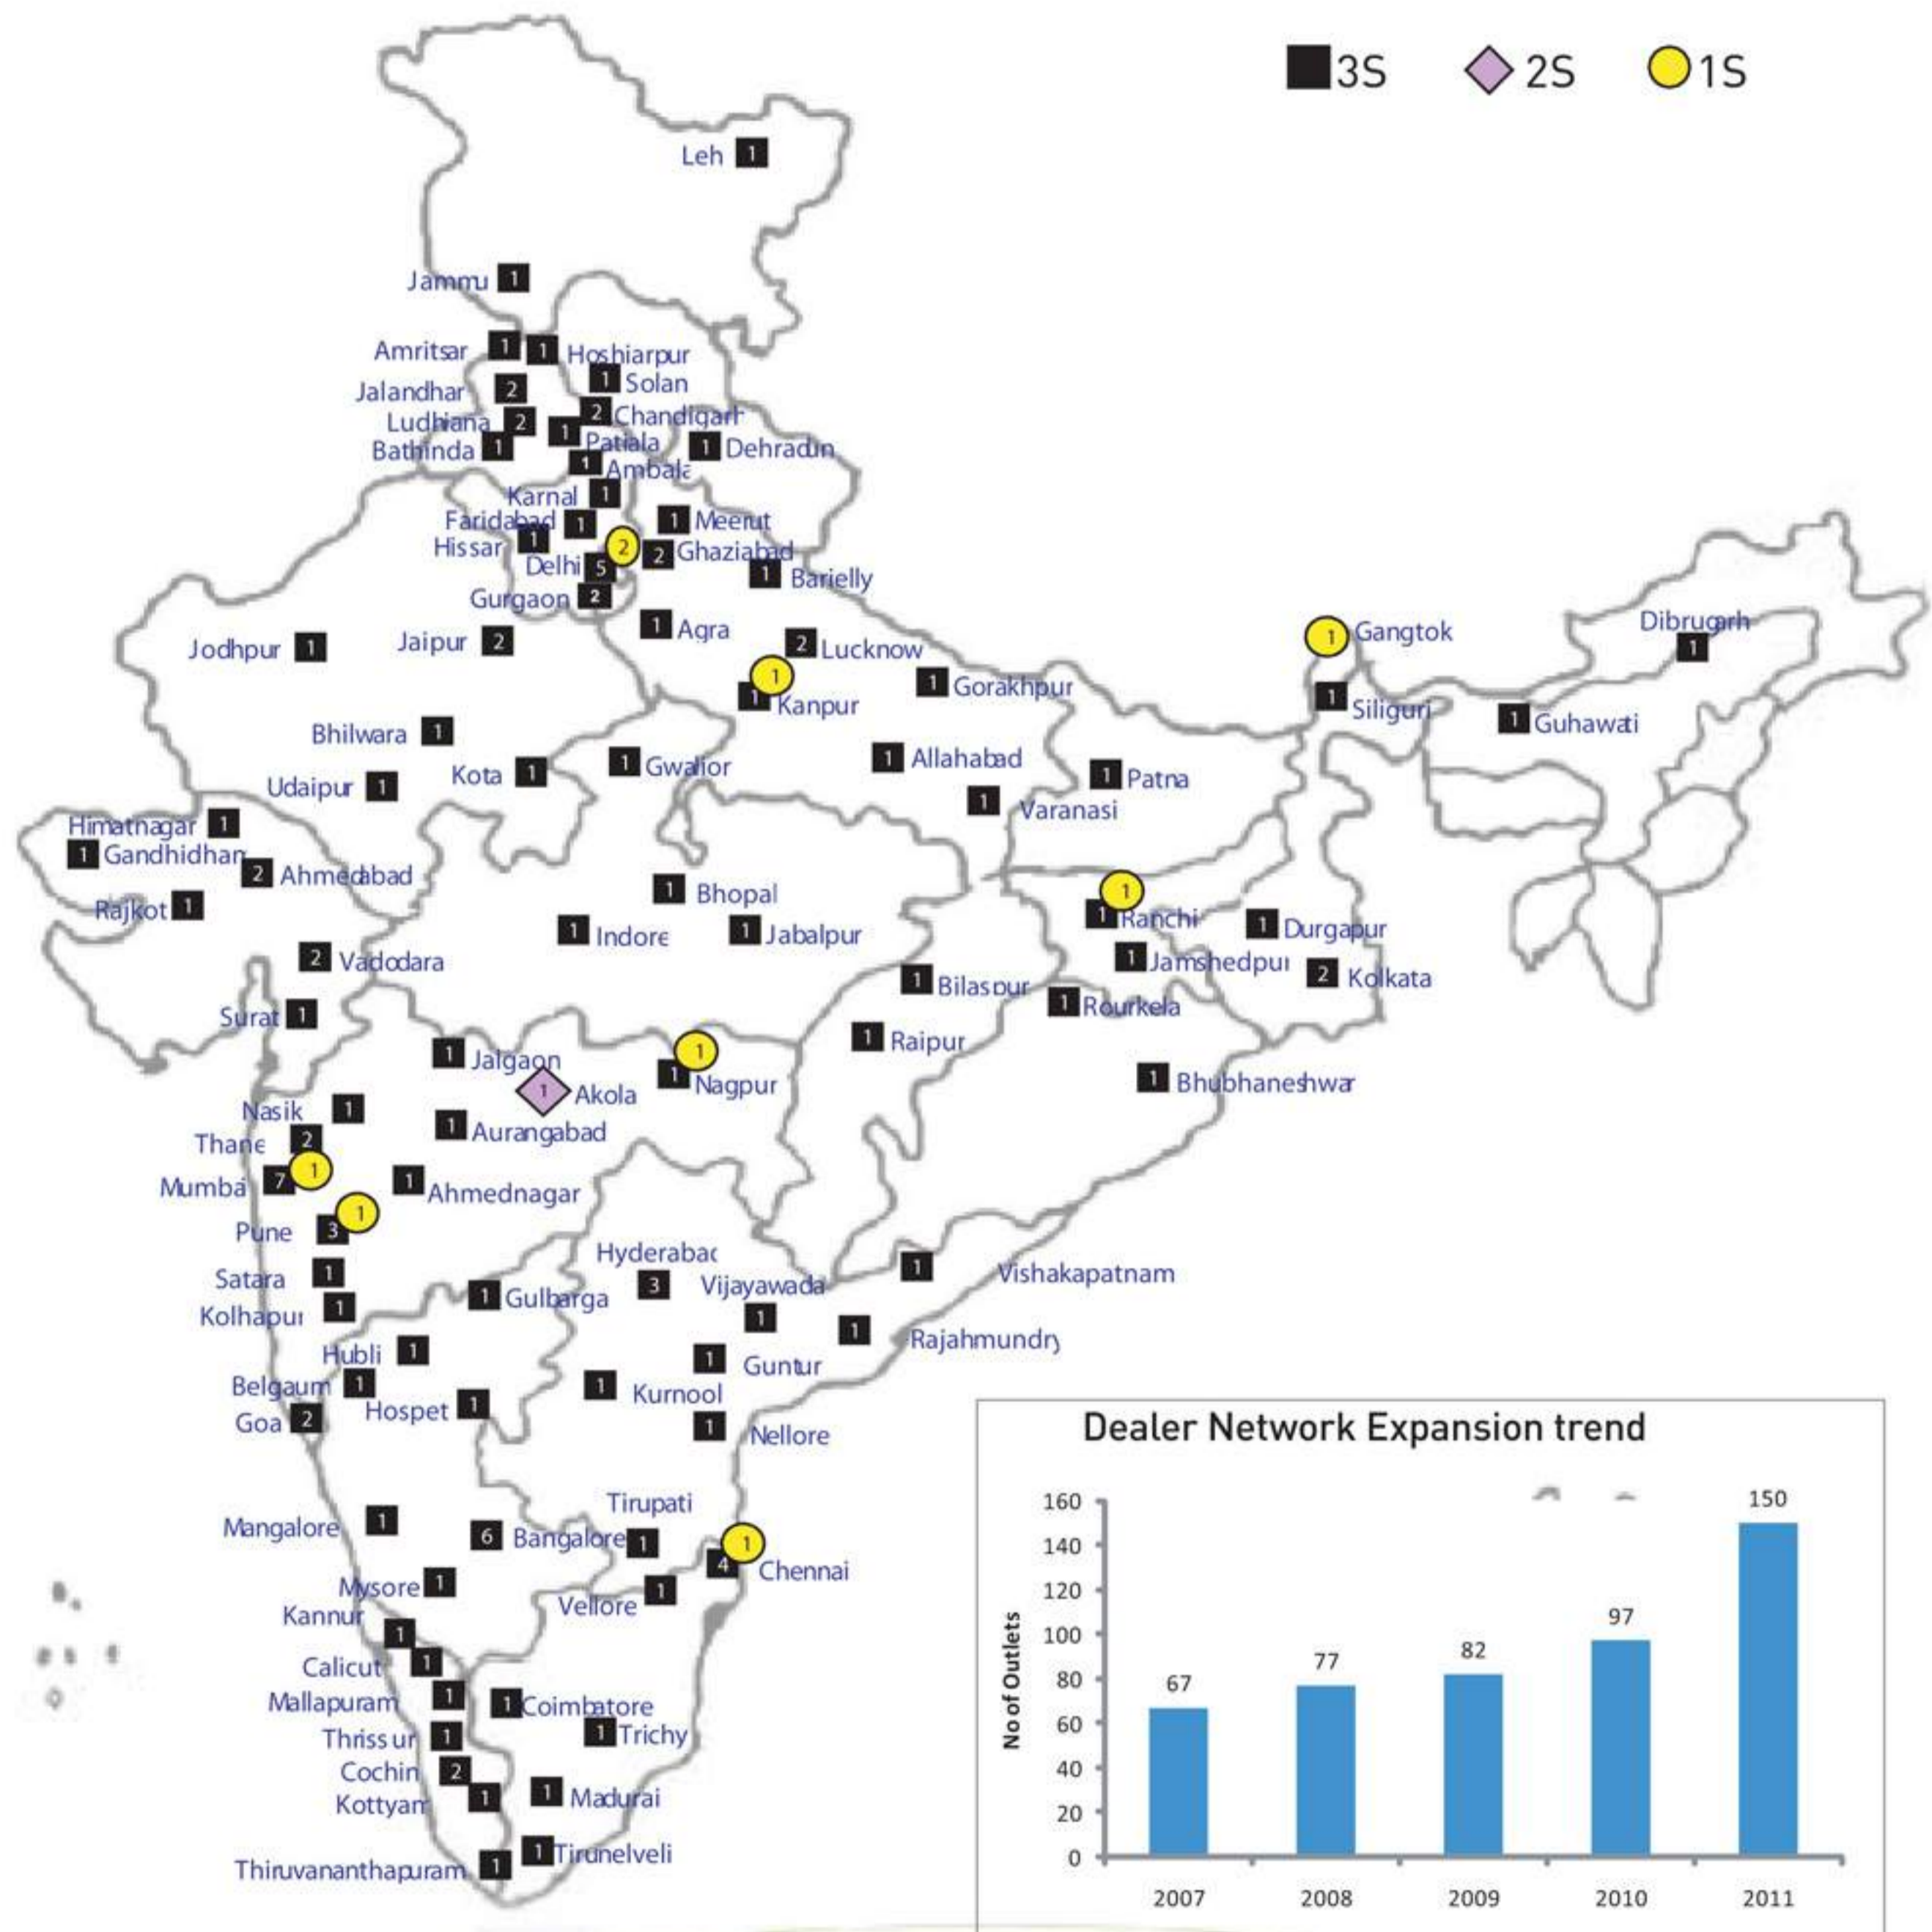 3S 2S 1S
Leh 1
Jammu 1
Amritsar 1
1 Hoshiarpur
1 Solan
Jalandhar 2
2 Chandigarh
Ludhiana 2
1 Patiala
Bathinda 1
1 Dehradun
1 Ambala
Karnal 1
Faridabad 1
1 Meerut
Hissar 1
2
2 Ghaziabad
Delhi 5
1 Barielly
Gurgaon 2
1 Agra
Jodhpur 1
Jaipur 2
2 Lucknow
1 Gangtok
Dibrugarh
1
1
1 Kanpur
1 Gorakhpur
1 Siliguri
1 Guhawati
Bhilwara 1
Udaipur 1
Kota 1
1 Gwalior
1 Allahabad
1 Patna
1 Varanasi
Himatnagar 1
1 Gandhidhan
2 Ahmedabad
Rajkot 1
1 Bhopal
1 Indore
1 Jabalpur
1
1 Ranchi
1 Durgapur
1 Jamshedpur
2 Kolkata
2 Vadodara
1 Bilaspur
1 Rourkela
Surat 1
1 Raipur
1 Jalgaon
1 Akola
1
1 Nagpur
1 Bhubhaneshwar
Nasik 1
1 Aurangabad
Thane 2
1
Mumbai 7
1 Ahmednagar
1
Pune 3
Satara 1
Kolhapur 1
1 Gulbarga
Hyderabad
3
Vijayawada
1
1 Vishakapatnam
1 Rajahmundry
Hubli 1
1 Guntur
Belgaum 1
1 Kurnool
Goa 2
Hospet 1
1 Nellore
Mangalore 1
6 Bangalore
Tirupati
1
1
4 Chennai
Mysore 1
Vellore 1
Kannur 1
Calicut 1
Mallapuram 1
1 Coimbatore
Thrissur 1
1 Trichy
Cochin 2
Kottyam 1
1 Madurai
1 Tirunelveli
Thiruvananthapuram 1
Dealer Network Expansion trend
No of Outlets
160
140
120
100
80
60
40
20
0
67 77 82 97 150
2007 2008 2009 2010 2011